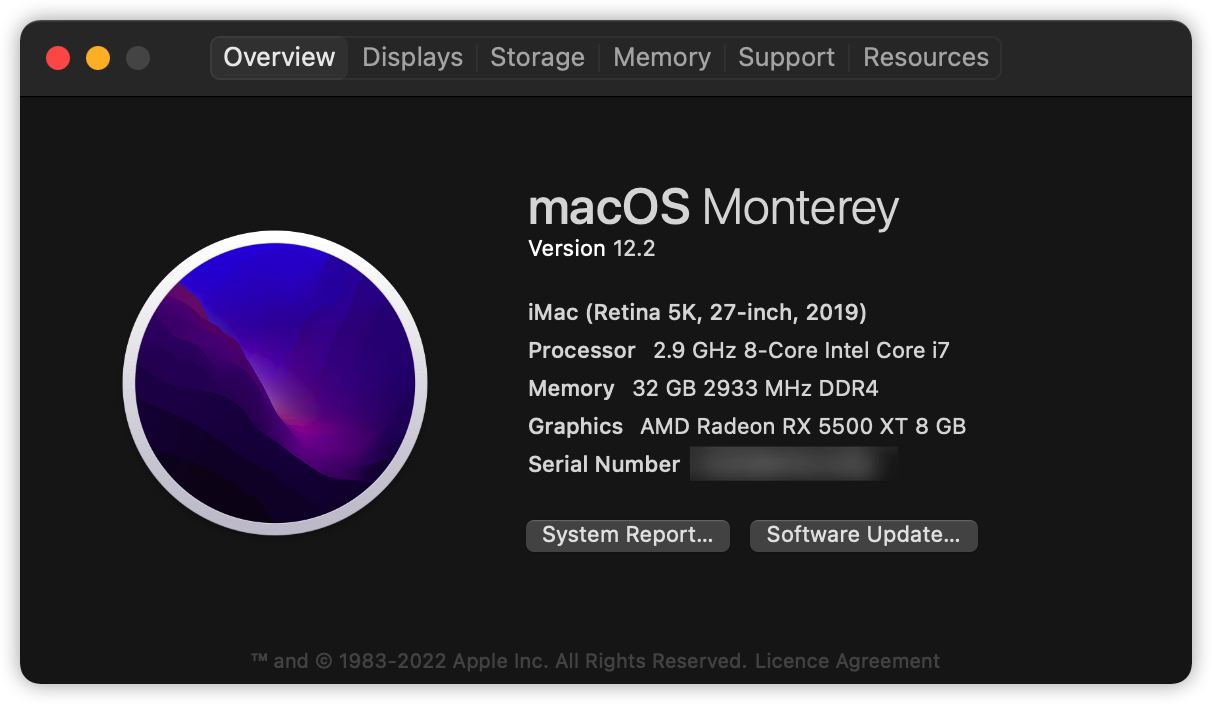 Overview Displays Storage Memory Support Resources
macOS Monterey
Version 12.2
iMac (Retina 5K, 27-inch, 2019)
Processor 2.9 GHz 8-Core Intel Core i7
Memory 32 GB 2933 MHz DDR4
Graphics AMD Radeon RX 5500 XT 8 GB
Serial Number
System Report... Software Update...
™ and © 1983-2022 Apple Inc. All Rights Reserved. Licence Agreement